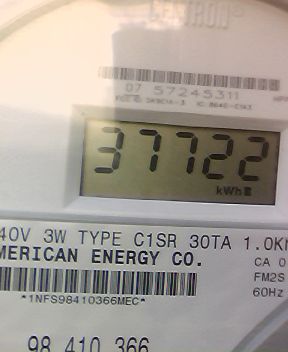 CENTRON®
07 57245311
37722
kWh
40V 3W TYPE C1SR 30TA 1.0K
MERICAN ENERGY CO.
CA 0
FM2S
60Hz
*1NFS98410366MEC*
98 410 366